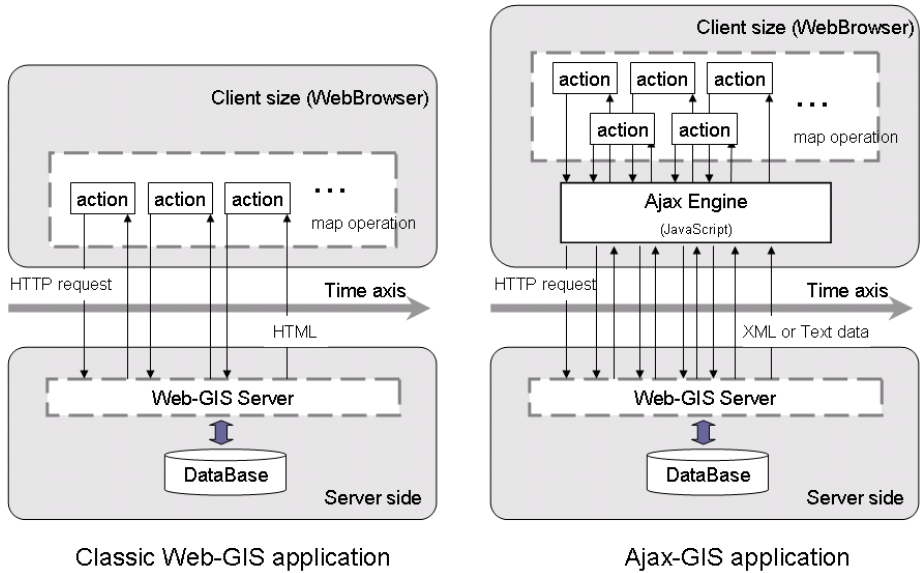 Client size (WebBrowser)
action
action
action
...
map operation
HTTP request
Time axis
HTML
Web-GIS Server
DataBase
Server side
Classic Web-GIS application
Client size (WebBrowser)
action
action
action
...
action
action
map operation
Ajax Engine
(JavaScript)
HTTP request
Time axis
XML or Text data
Web-GIS Server
DataBase
Server side
Ajax-GIS application